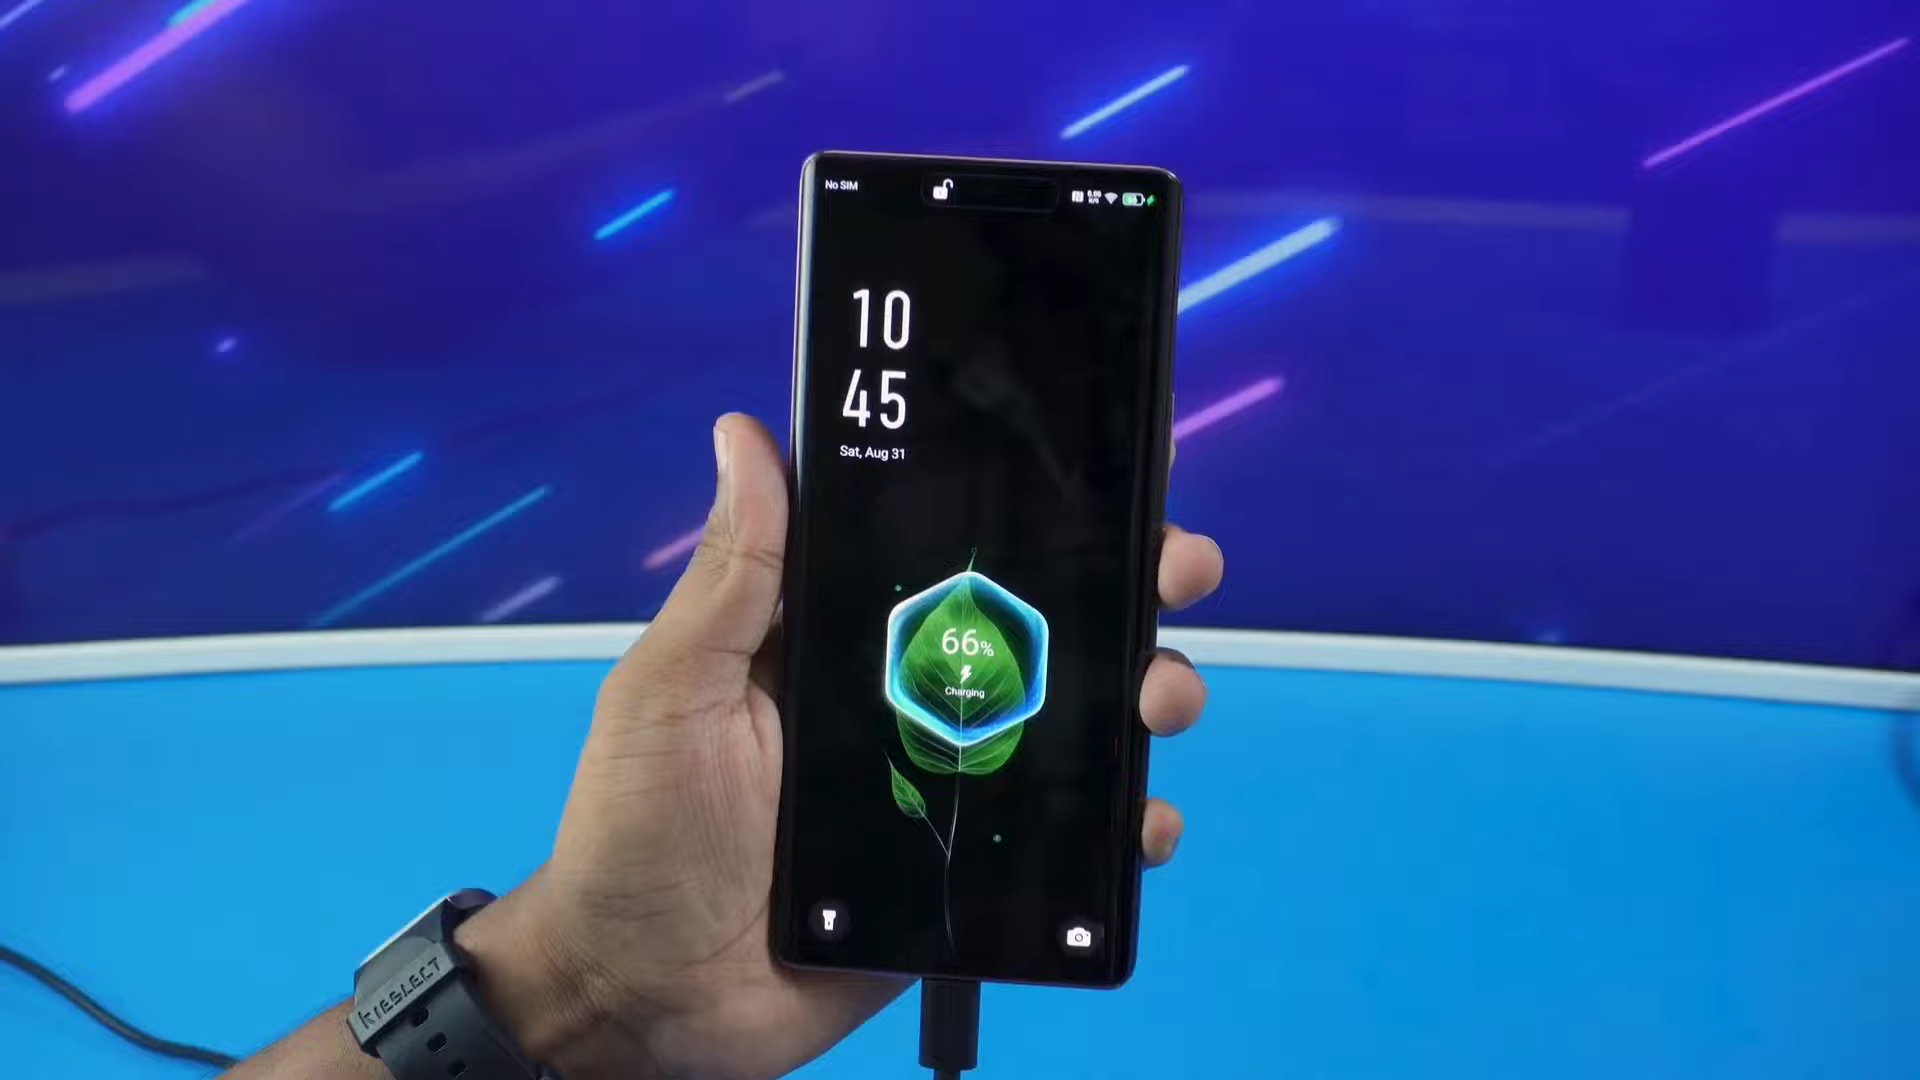 No SIM
10
45
Sat, Aug 31
66%
Charging
KIESLECT